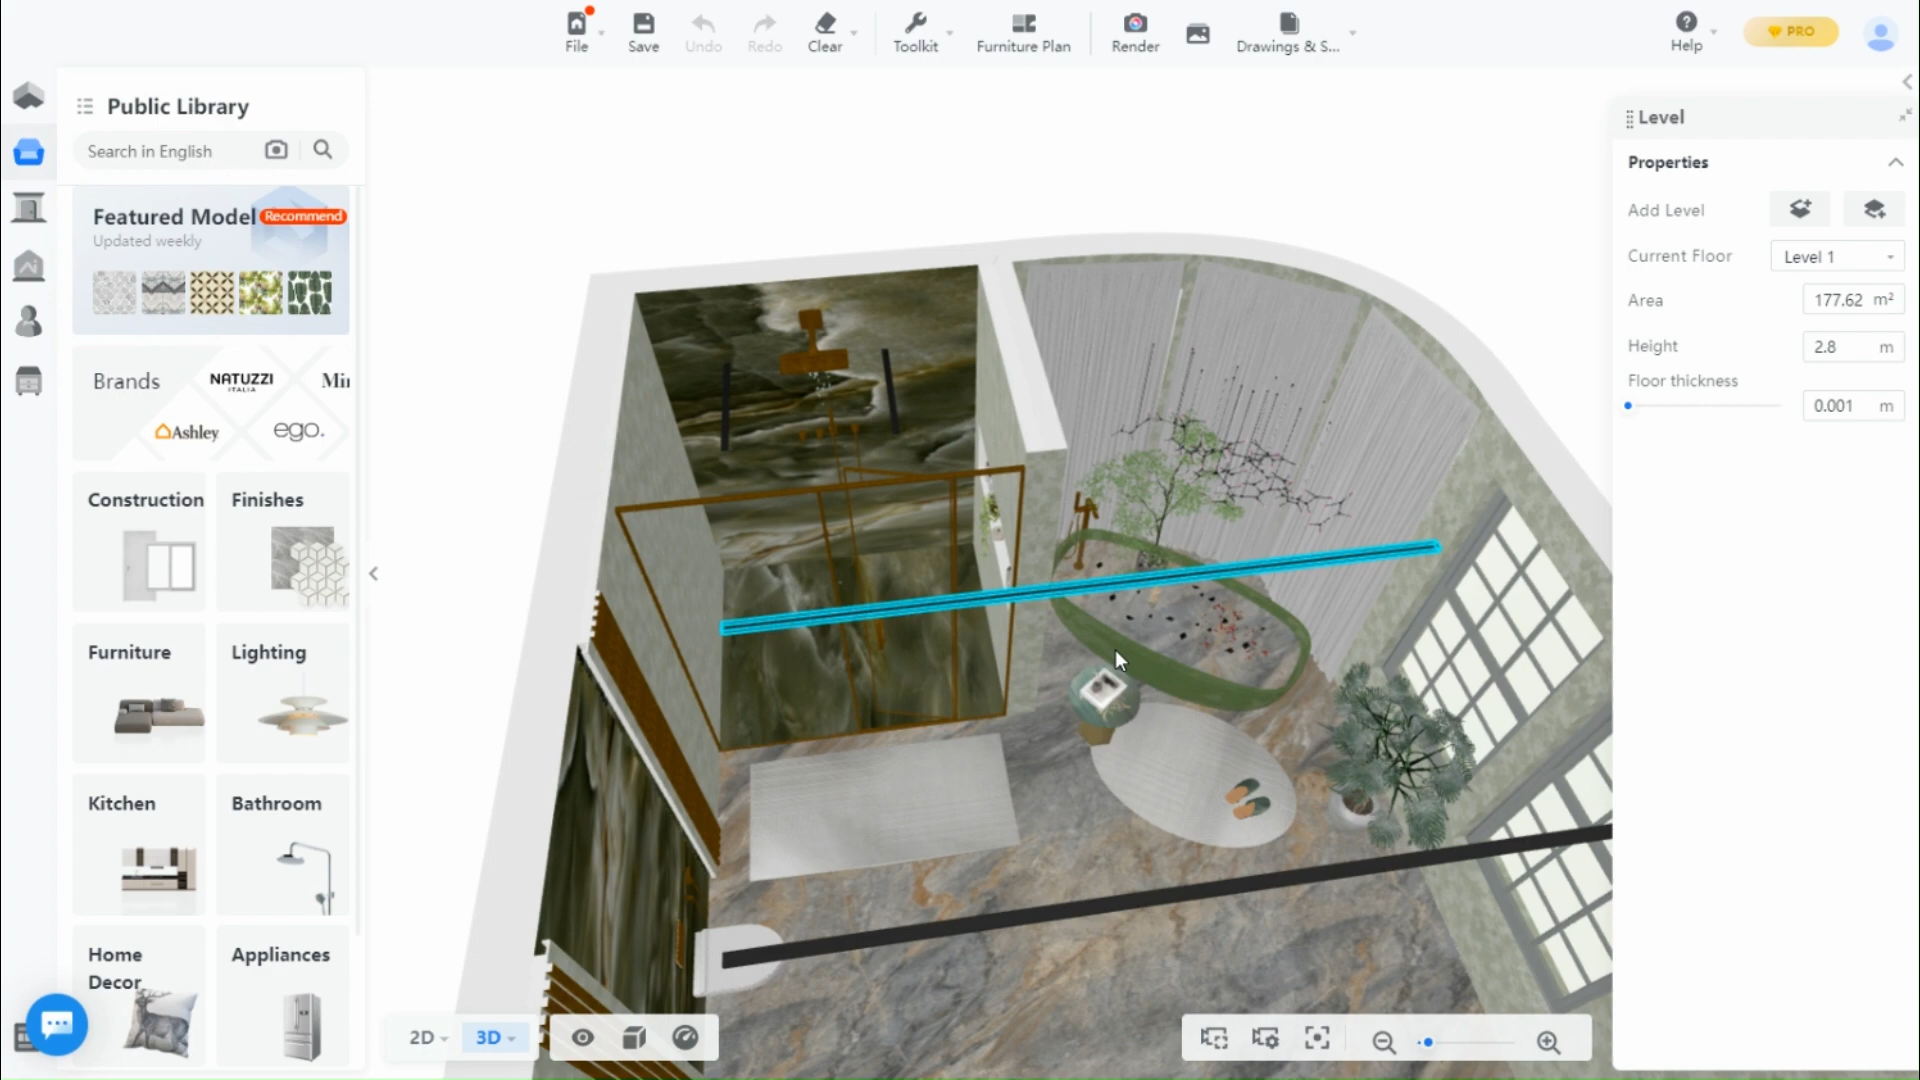 File
Save
Undo
Redo
Clear
Toolkit
Furniture Plan
Render
Drawings & S...
Help
PRO
Public Library
Search in English
Featured Model Recommend
Updated weekly
Brands
NATUZZI
ITALIA
Ashley
ego.
Construction
Finishes
Furniture
Lighting
Kitchen
Bathroom
Home
Decor
Appliances
2D
3D
Level
Properties
Add Level
Current Floor Level 1
Area 177.62 m²
Height 2.8 m
Floor thickness
0.001 m